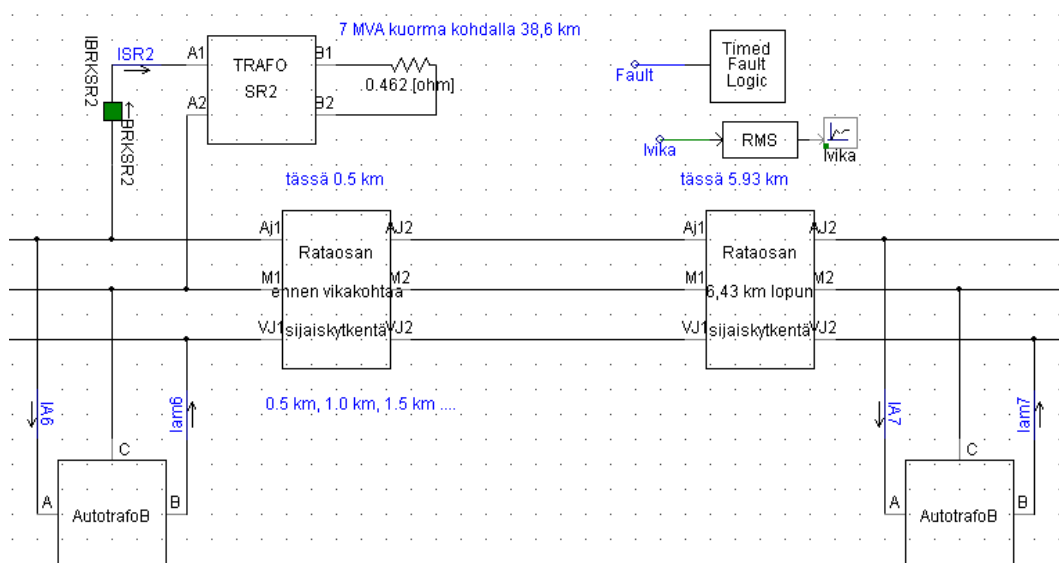 7 MVA kuorma kohdalla 38,6 km
IBRKSR2
ISR2
BRKSR2
A1
A2
TRAFO
SR2
B1
B2
0.462 [ohm]
Fault
Timed
Fault
Logic
Ivika
RMS
Ivika
tässä 0.5 km
tässä 5.93 km
Aj1
AJ2
Rataosan
M1
M2
ennen vikakohtaa
VJ1
VJ2
sijaiskytkentä
Aj1
AJ2
Rataosan
M1
M2
6,43 km lopun
VJ1
VJ2
sijaiskytkentä
0.5 km, 1.0 km, 1.5 km ....
IA6
Iam6
IA7
Iam7
C
A
B
AutotrafoB
C
A
B
AutotrafoB